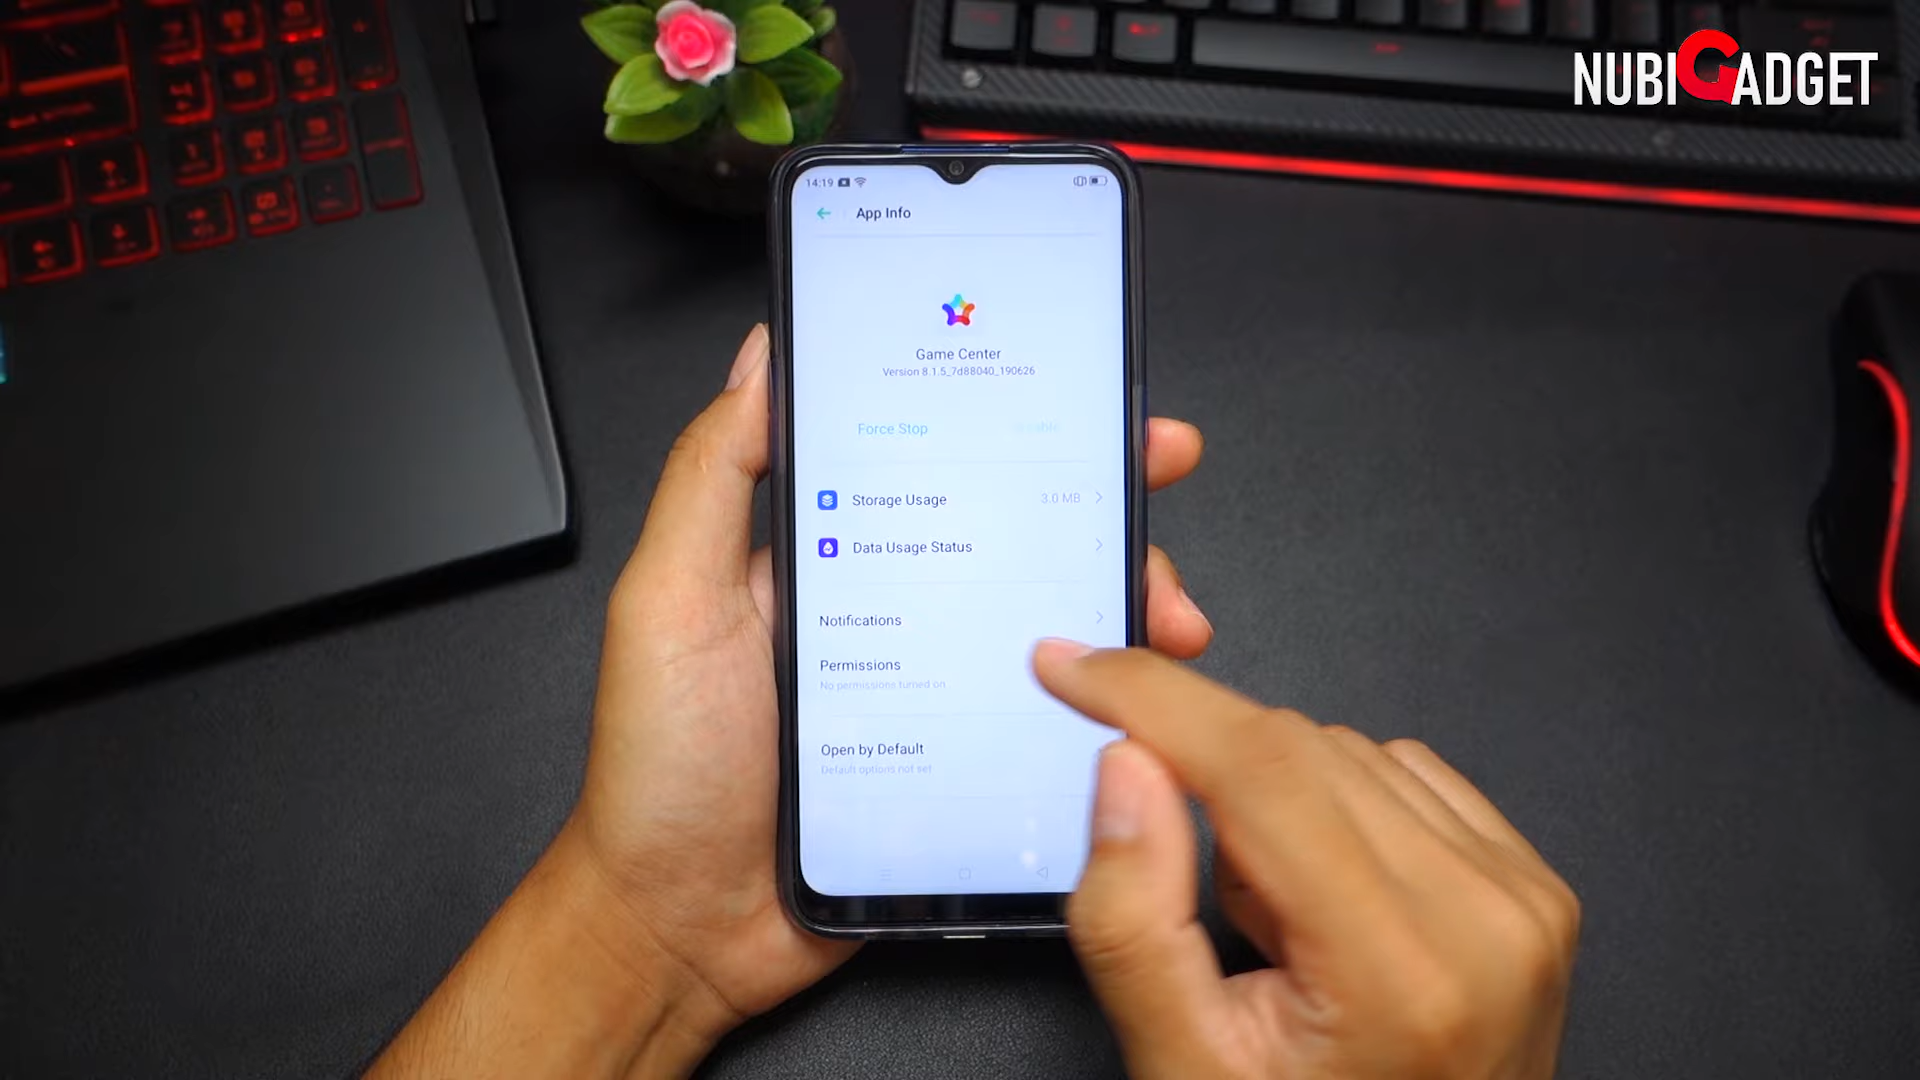 NUBIGADGET
14:19
App Info
Game Center
Version 8.1.5_7d88040_190626
Force Stop
Storage Usage 3.0 MB
Data Usage Status
Notifications
Permissions
No permissions turned on
Open by Default
Default options not set